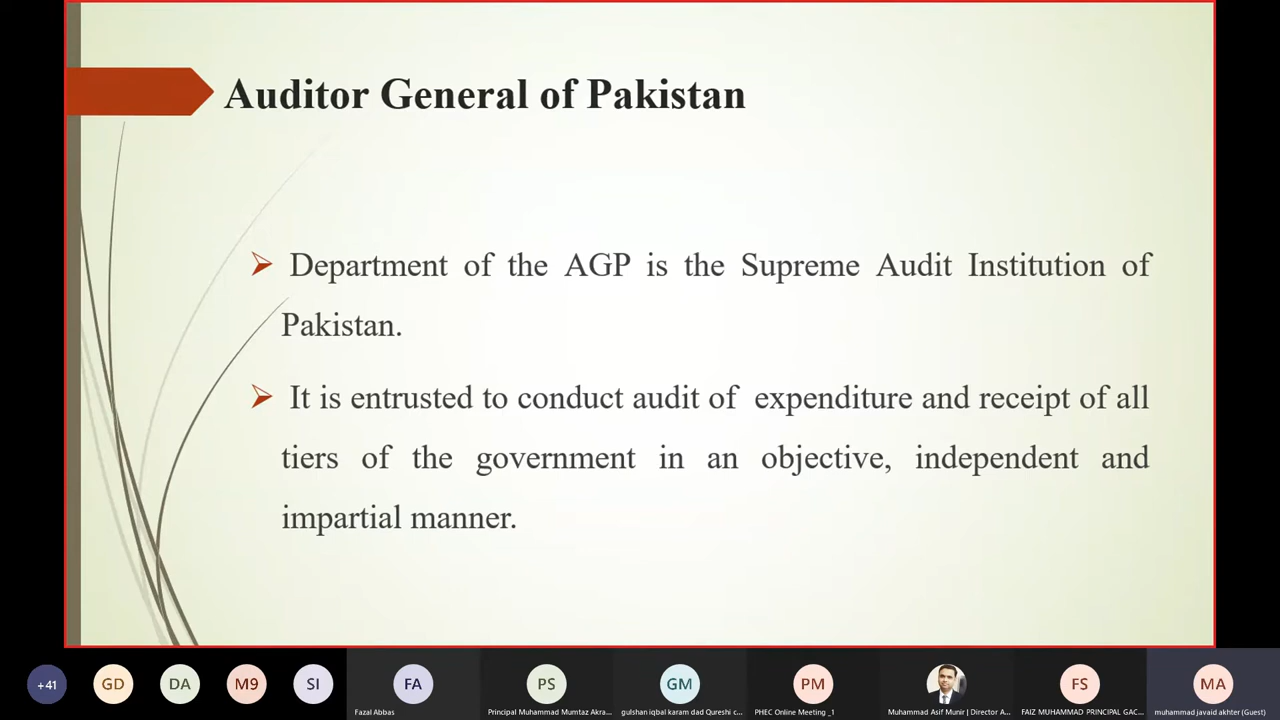 Auditor General of Pakistan
Department of the AGP is the Supreme Audit Institution of
Pakistan.
It is entrusted to conduct audit of expenditure and receipt of all
tiers of the government in an objective, independent and
impartial manner.
+41
GD
DA
M9
SI
FA
PS
GM
PM
FS
MA
Fazal Abbas
Principal Muhammad Mumtaz Akra...
gulshan iqbal karam dad Qureshi c...
PHEC Online Meeting _1
Muhammad Asif Munir | Director A...
FAIZ MUHAMMAD PRINCIPAL GAC...
muhammad javaid akhter (Guest)